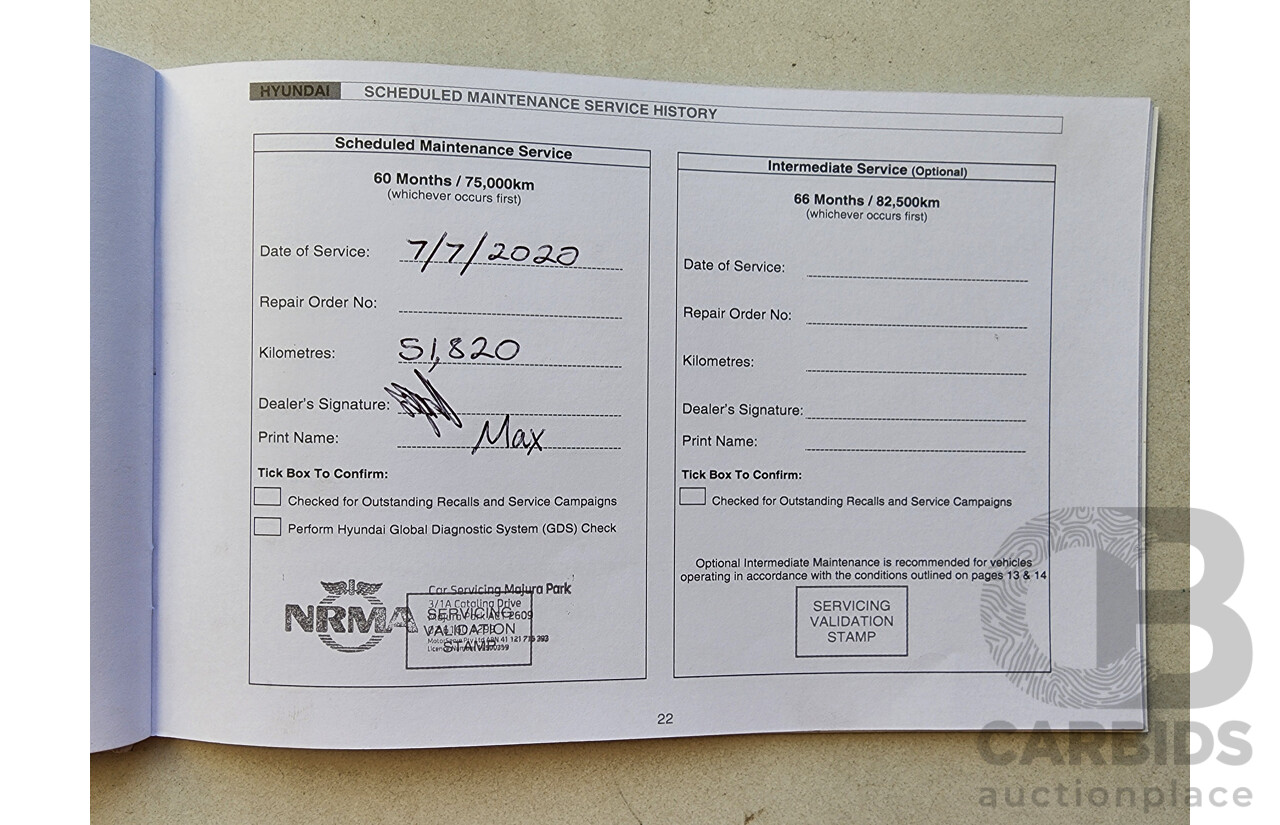 HYUNDAI SCHEDULED MAINTENANCE SERVICE HISTORY
Scheduled Maintenance Service
60 Months / 75,000km
(whichever occurs first)
Date of Service: 7/7/2020
Repair Order No:
Kilometres: 51,820
Dealer's Signature:
Print Name: Max
Tick Box To Confirm:
Checked for Outstanding Recalls and Service Campaigns
Perform Hyundai Global Diagnostic System (GDS) Check
NRMA
Car Servicing Majura Park
3/1A Catalina Drive
Majura Park ACT 2609
SERVICING
VALIDATION
STAMP
Intermediate Service (Optional)
66 Months / 82,500km
(whichever occurs first)
Date of Service:
Repair Order No:
Kilometres:
Dealer's Signature:
Print Name:
Tick Box To Confirm:
Checked for Outstanding Recalls and Service Campaigns
Optional Intermediate Maintenance is recommended for vehicles
operating in accordance with the conditions outlined on pages 13 & 14
SERVICING
VALIDATION
STAMP
22
CARBIDS
auctionplace